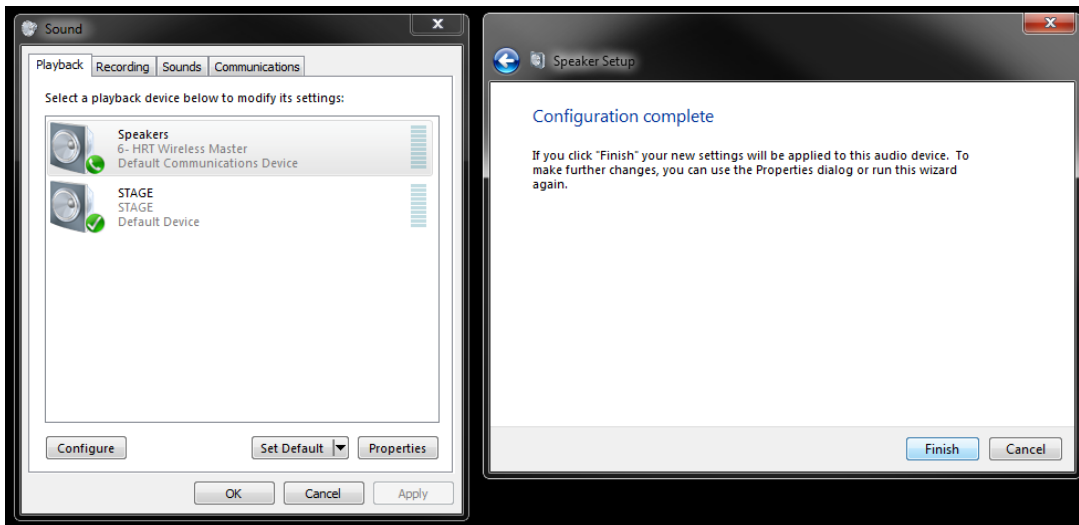 Sound
Playback Recording Sounds Communications
Select a playback device below to modify its settings:
Speakers
6- HRT Wireless Master
Default Communications Device
STAGE
STAGE
Default Device
Configure Set Default Properties
OK Cancel Apply
Speaker Setup
Configuration complete
If you click "Finish" your new settings will be applied to this audio device. To
make further changes, you can use the Properties dialog or run this wizard
again.
Finish Cancel